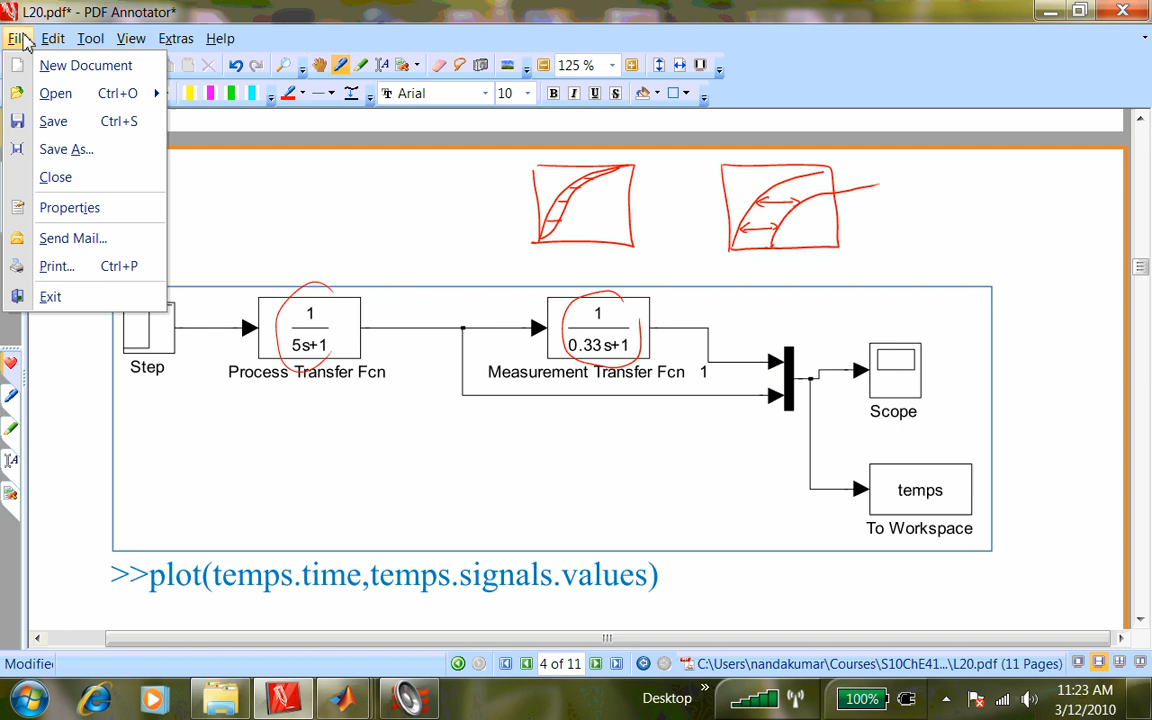 L20.pdf* - PDF Annotator*
File Edit Tool View Extras Help
New Document
Open Ctrl+O
Save Ctrl+S
Save As...
Close
Properties
Send Mail...
Print... Ctrl+P
Exit
125 %
Arial 10 B I U S
1
5s+1
1
0.33s+1
Step
Process Transfer Fcn
Measurement Transfer Fcn 1
Scope
temps
To Workspace
>>plot(temps.time,temps.signals.values)
Modifie
4 of 11
C:\Users\nandakumar\Courses\S10ChE41...\L20.pdf (11 Pages)
Desktop
100%
11:23 AM
3/12/2010